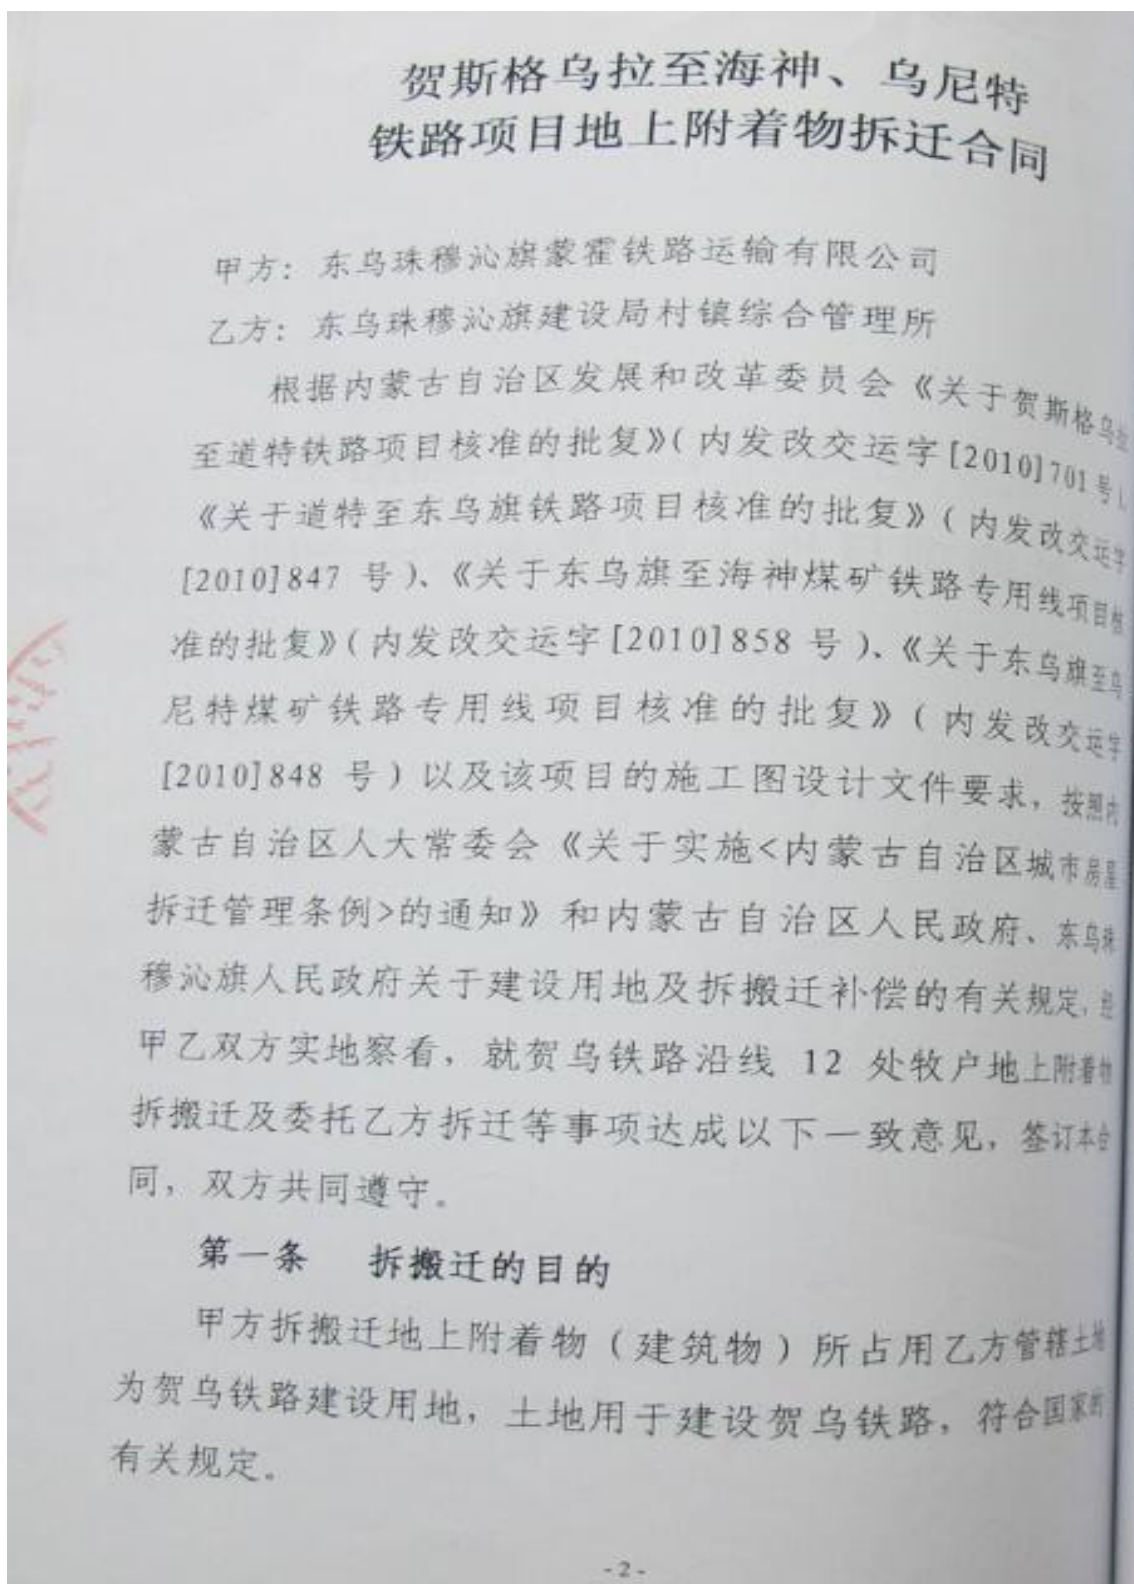 贺斯格乌拉至海神、乌尼特
铁路项目地上附着物拆迁合同
甲方：东乌珠穆沁旗蒙霍铁路运输有限公司
乙方：东乌珠穆沁旗建设局村镇综合管理所
根据内蒙古自治区发展和改革委员会《关于贺斯格乌拉
至道特铁路项目核准的批复》（内发改交运字[2010]701号）、
《关于道特至东乌旗铁路项目核准的批复》（内发改交运字
[2010]847 号）、《关于东乌旗至海神煤矿铁路专用线项目核
准的批复》（内发改交运字[2010]858 号）、《关于东乌旗至乌
尼特煤矿铁路专用线项目核准的批复》（内发改交运字
[2010]848 号）以及该项目的施工图设计文件要求，按照内
蒙古自治区人大常委会《关于实施<内蒙古自治区城市房屋
拆迁管理条例>的通知》和内蒙古自治区人民政府、东乌珠
穆沁旗人民政府关于建设用地及拆搬迁补偿的有关规定，经
甲乙双方实地察看，就贺乌铁路沿线 12 处牧户地上附着物
拆搬迁及委托乙方拆迁等事项达成以下一致意见，签订本合
同，双方共同遵守。
第一条 拆搬迁的目的
甲方拆搬迁地上附着物（建筑物）所占用乙方管辖土地
为贺乌铁路建设用地，土地用于建设贺乌铁路，符合国家的
有关规定。
- 2 -